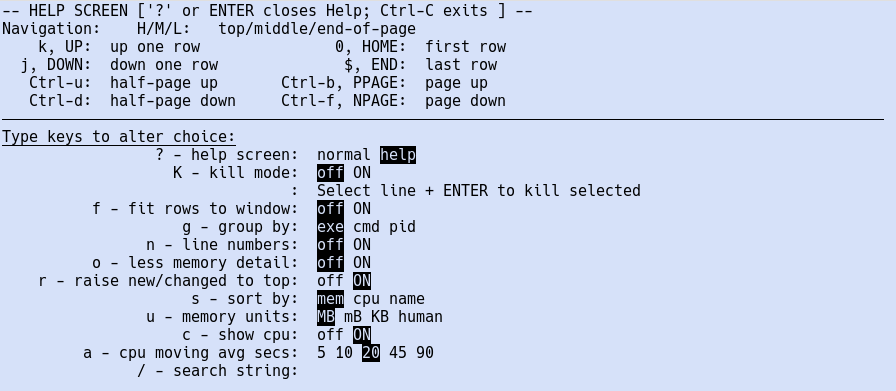 -- HELP SCREEN ['?' or ENTER closes Help; Ctrl-C exits ] --
Navigation:    H/M/L:   top/middle/end-of-page
    k, UP:  up one row               0, HOME:  first row
  j, DOWN:  down one row              $, END:  last row
   Ctrl-u:  half-page up     Ctrl-b, PPAGE:  page up
   Ctrl-d:  half-page down   Ctrl-f, NPAGE:  page down
Type keys to alter choice:
                 ? - help screen:  normal help
                   K - kill mode:  off ON
                                :  Select line + ENTER to kill selected
          f - fit rows to window:  off ON
                    g - group by:  exe cmd pid
                n - line numbers:  off ON
          o - less memory detail:  off ON
    r - raise new/changed to top:  off ON
                     s - sort by:  mem cpu name
                u - memory units:  MB mB KB human
                    c - show cpu:  off ON
         a - cpu moving avg secs:  5 10 20 45 90
               / - search string: